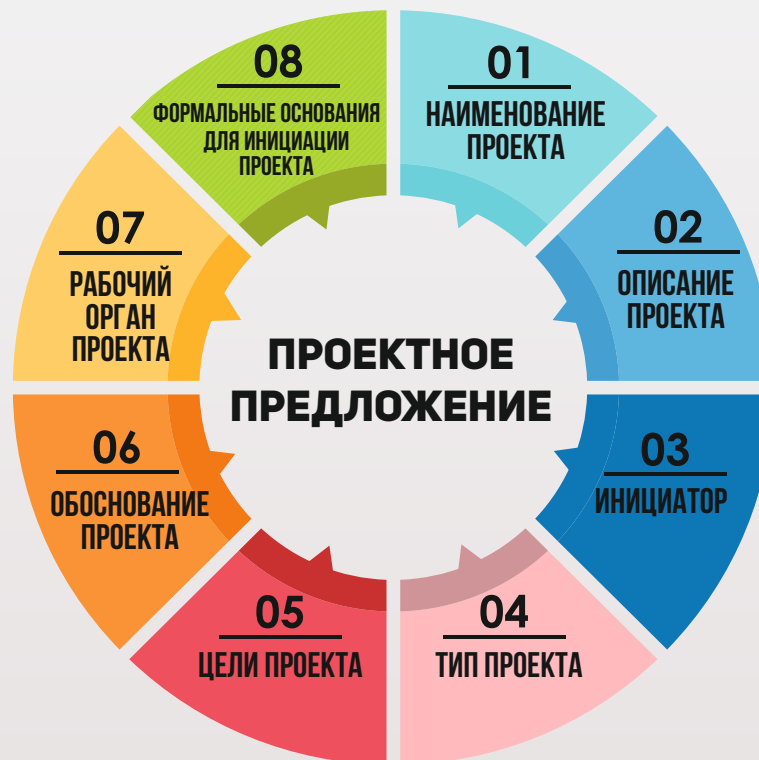 ПРОЕКТНОЕ
ПРЕДЛОЖЕНИЕ
01
НАИМЕНОВАНИЕ
ПРОЕКТА
02
ОПИСАНИЕ
ПРОЕКТА
03
ИНИЦИАТОР
04
ТИП ПРОЕКТА
05
ЦЕЛИ ПРОЕКТА
06
ОБОСНОВАНИЕ
ПРОЕКТА
07
РАБОЧИЙ
ОРГАН
ПРОЕКТА
08
ФОРМАЛЬНЫЕ ОСНОВАНИЯ
ДЛЯ ИНИЦИАЦИИ
ПРОЕКТА